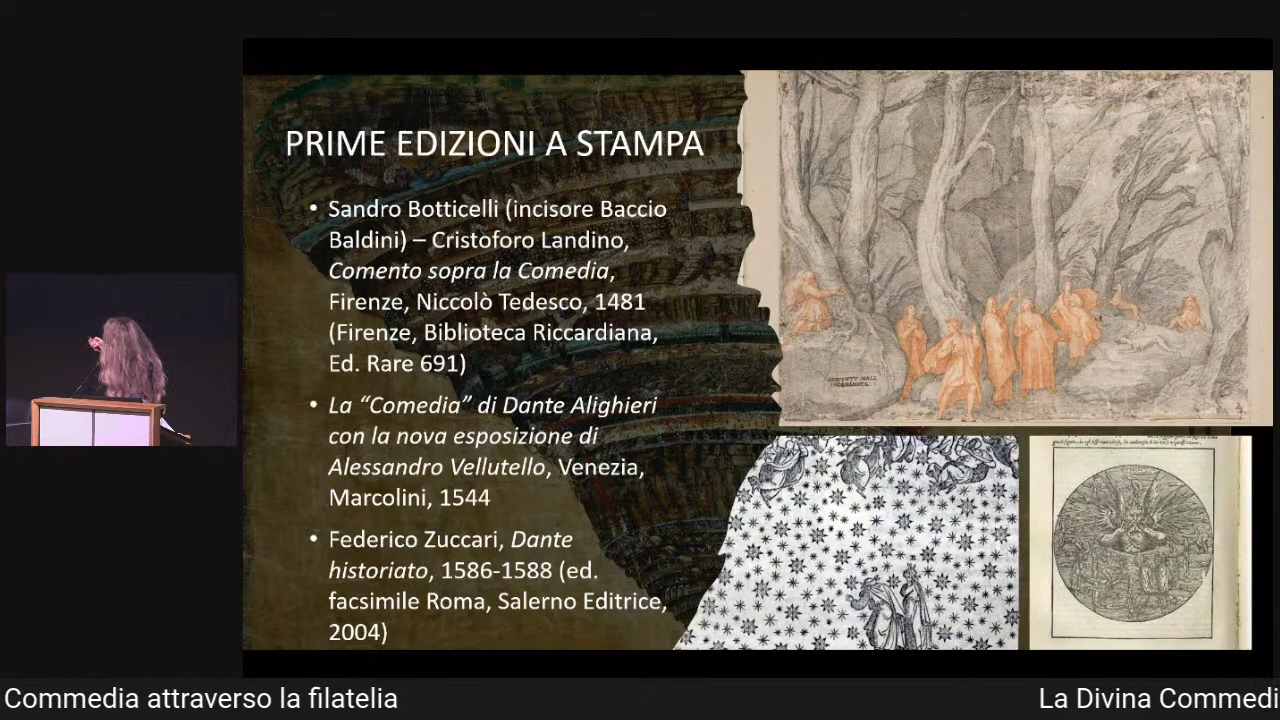 PRIME EDIZIONI A STAMPA
• Sandro Botticelli (incisore Baccio
Baldini) – Cristoforo Landino,
Comento sopra la Comedia,
Firenze, Niccolò Tedesco, 1481
(Firenze, Biblioteca Riccardiana,
Ed. Rare 691)
• La “Comedia” di Dante Alighieri
con la nova esposizione di
Alessandro Vellutello, Venezia,
Marcolini, 1544
• Federico Zuccari, Dante
historiato, 1586-1588 (ed.
facsimile Roma, Salerno Editrice,
2004)
Commedia attraverso la filatelia
La Divina Commedi